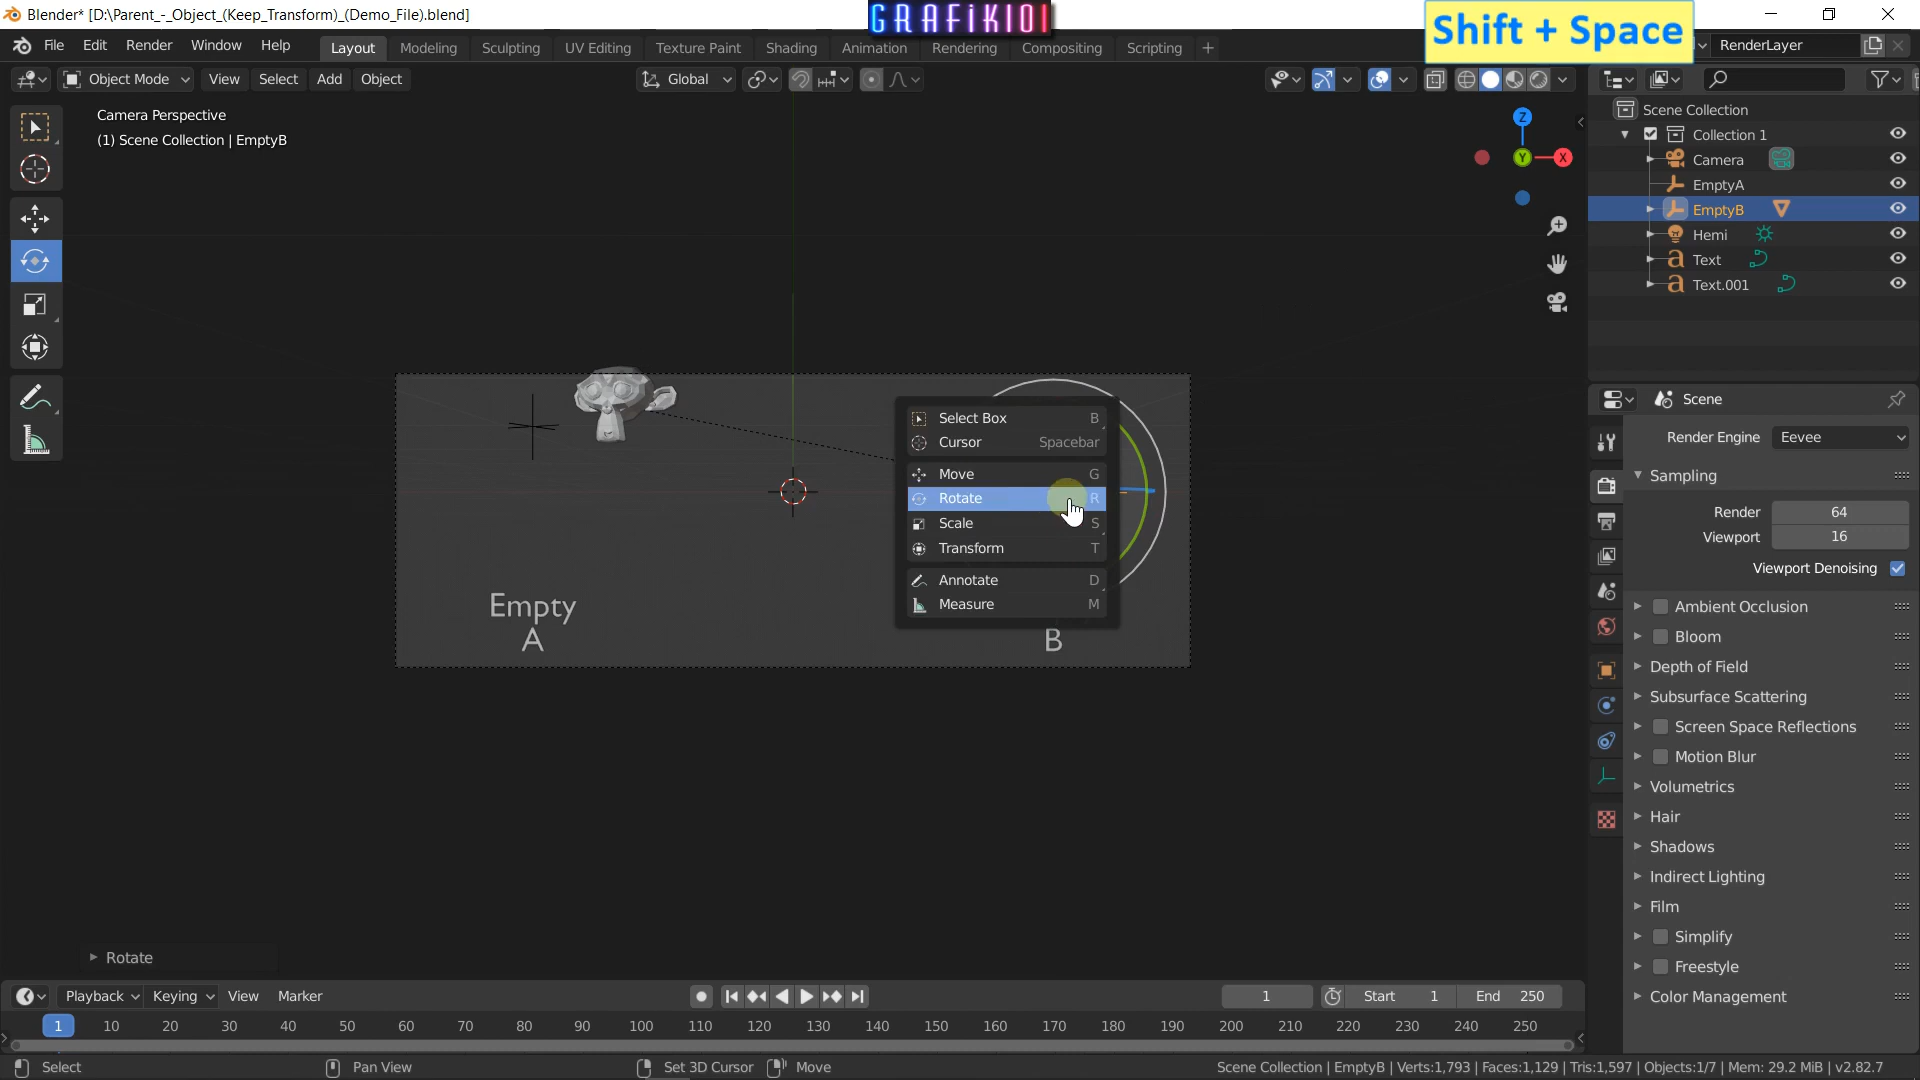 Blender* [D:\Parent_-_Object_(Keep_Transform)_(Demo_File).blend]
GRAFIK101
Shift + Space
File Edit Render Window Help
Layout Modeling Sculpting UV Editing Texture Paint Shading Animation Rendering Compositing Scripting +
RenderLayer
Object Mode View Select Add Object
Global
Camera Perspective
(1) Scene Collection | EmptyB
Z
Y
X
Scene Collection
Collection 1
Camera
EmptyA
EmptyB
Hemi
Text
Text.001
Select Box B
Cursor Spacebar
Move G
Rotate R
Scale S
Transform T
Annotate D
Measure M
Empty
A
B
Scene
Render Engine Eevee
Sampling
Render 64
Viewport 16
Viewport Denoising
Ambient Occlusion
Bloom
Depth of Field
Subsurface Scattering
Screen Space Reflections
Motion Blur
Volumetrics
Hair
Shadows
Indirect Lighting
Film
Simplify
Freestyle
Color Management
Rotate
Playback Keying View Marker
1 Start 1 End 250
1 10 20 30 40 50 60 70 80 90 100 110 120 130 140 150 160 170 180 190 200 210 220 230 240 250
Select Pan View Set 3D Cursor Move
Scene Collection | EmptyB | Verts:1,793 | Faces:1,129 | Tris:1,597 | Objects:1/7 | Mem: 29.2 MiB | v2.82.7